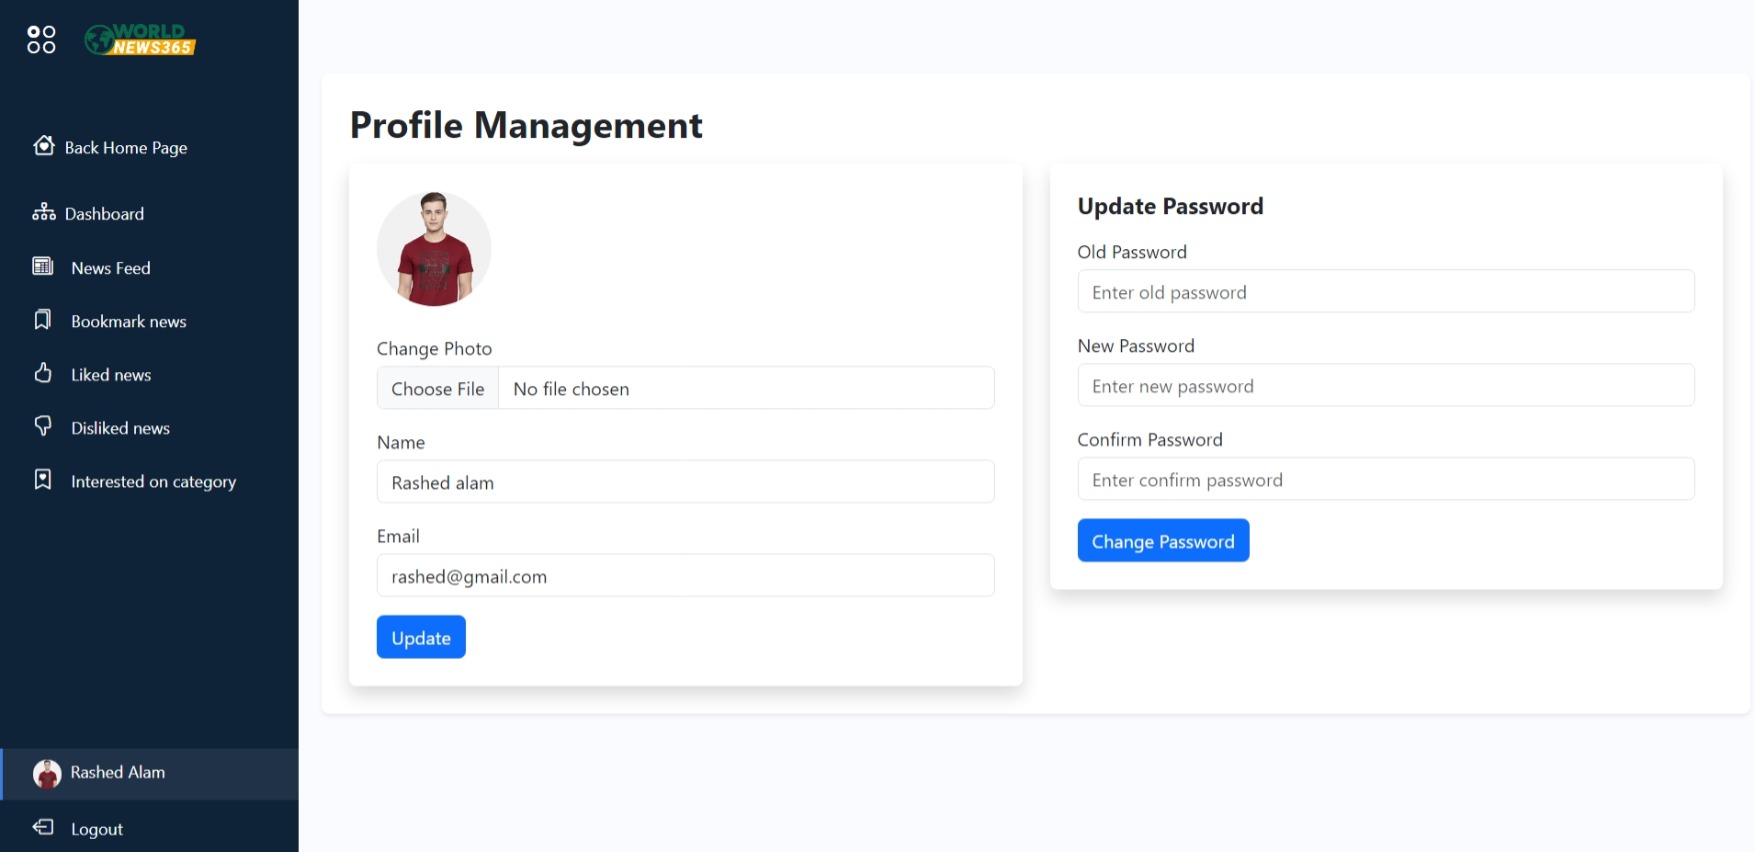 WORLD
NEWS365
Back Home Page
Dashboard
News Feed
Bookmark news
Liked news
Disliked news
Interested on category
Rashed Alam
Logout
Profile Management
Change Photo
Choose File No file chosen
Name
Rashed alam
Email
rashed@gmail.com
Update
Update Password
Old Password
Enter old password
New Password
Enter new password
Confirm Password
Enter confirm password
Change Password